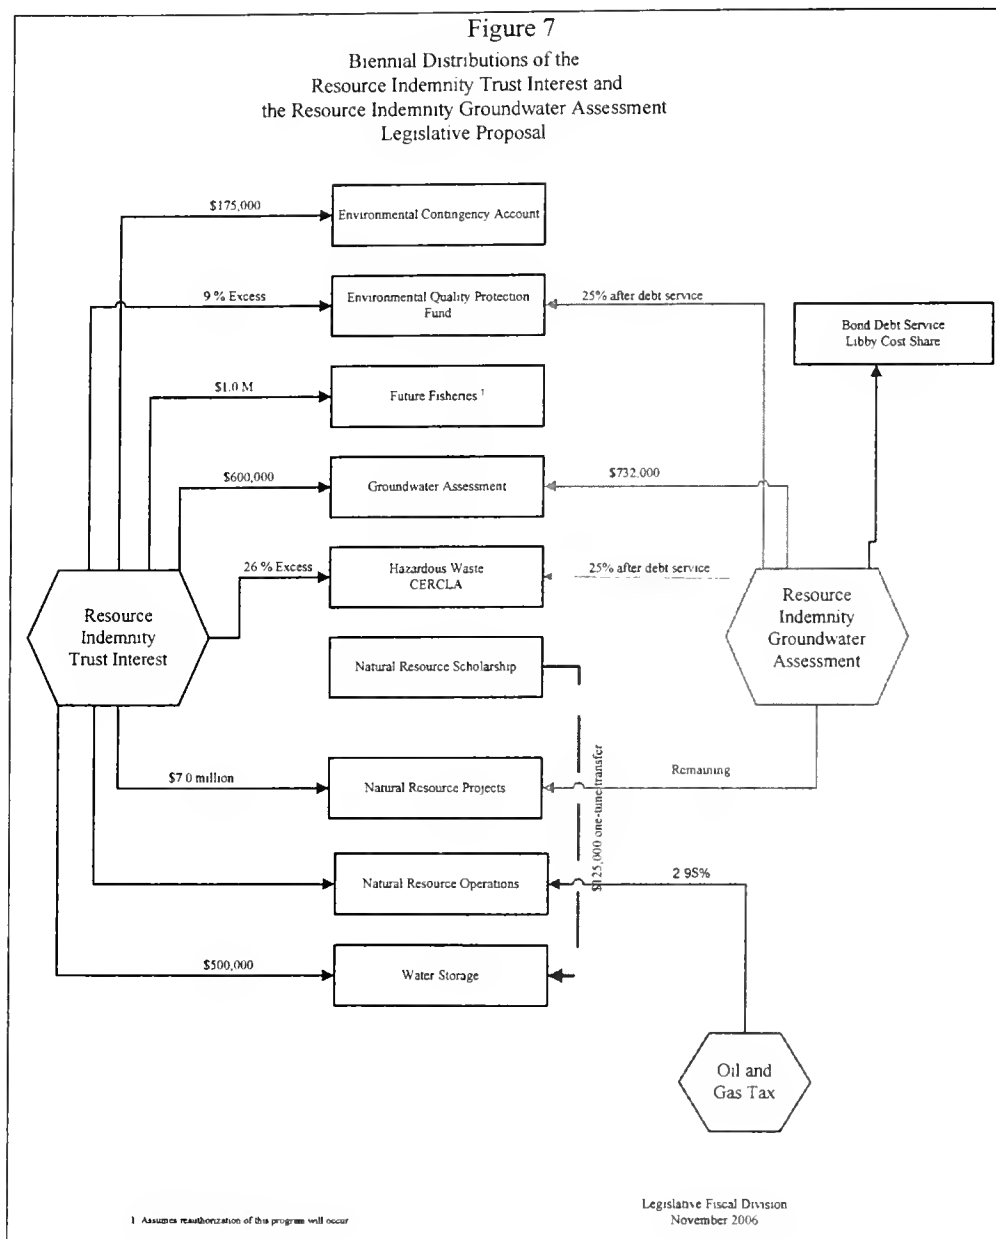 Figure 7
Biennial Distributions of the
Resource Indemnity Trust Interest and
the Resource Indemnity Groundwater Assessment
Legislative Proposal
$175,000
Environmental Contingency Account
9 % Excess
Environmental Quality Protection
Fund
25% after debt service
Bond Debt Service
Libby Cost Share
$1.0 M
Future Fisheries 1
$600,000
Groundwater Assessment
$732,000
26 % Excess
Hazardous Waste
CERCLA
25% after debt service
Resource
Indemnity
Trust Interest
Resource
Indemnity
Groundwater
Assessment
Natural Resource Scholarship
$125,000 one-time transfer
$7 0 million
Natural Resource Projects
Remaining
Natural Resource Operations
2 95%
$500,000
Water Storage
Oil and
Gas Tax
1 Assumes reauthorization of this program will occur
Legislative Fiscal Division
November 2006